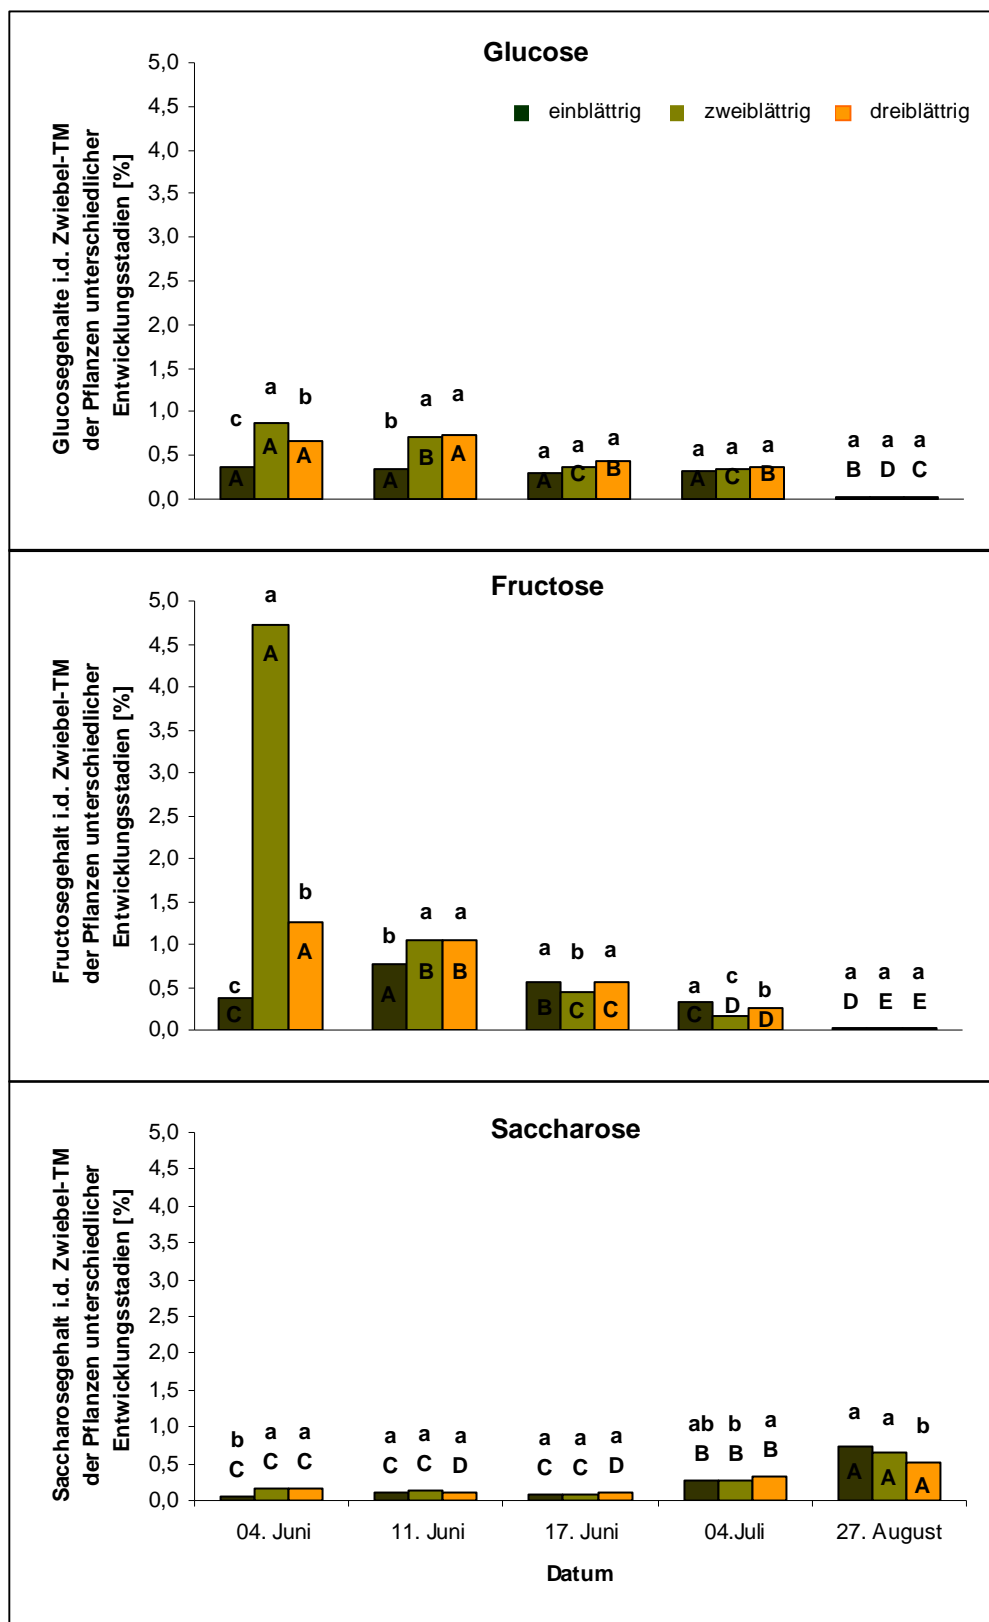 Glucose
einblättrig zweiblättrig dreiblättrig
Glucosegehalte i.d. Zwiebel-TM
der Pflanzen unterschiedlicher
Entwicklungsstadien [%]
5,0
4,5
4,0
3,5
3,0
2,5
2,0
1,5
1,0
0,5
0,0
c a b b a a a a a a a a a a a
A A A A B A A C B A C B B D C
Fructose
Fructosegehalt i.d. Zwiebel-TM
der Pflanzen unterschiedlicher
Entwicklungsstadien [%]
5,0
4,5
4,0
3,5
3,0
2,5
2,0
1,5
1,0
0,5
0,0
c a b b a a a b a a c b a a a
C A A A B B B C C C D D D E E
Saccharose
Saccharosegehalt i.d. Zwiebel-TM
der Pflanzen unterschiedlicher
Entwicklungsstadien [%]
5,0
4,5
4,0
3,5
3,0
2,5
2,0
1,5
1,0
0,5
0,0
b a a a a a a a a ab b a a a b
C C C C C D C C D B B B A A A
04. Juni 11. Juni 17. Juni 04.Juli 27. August
Datum